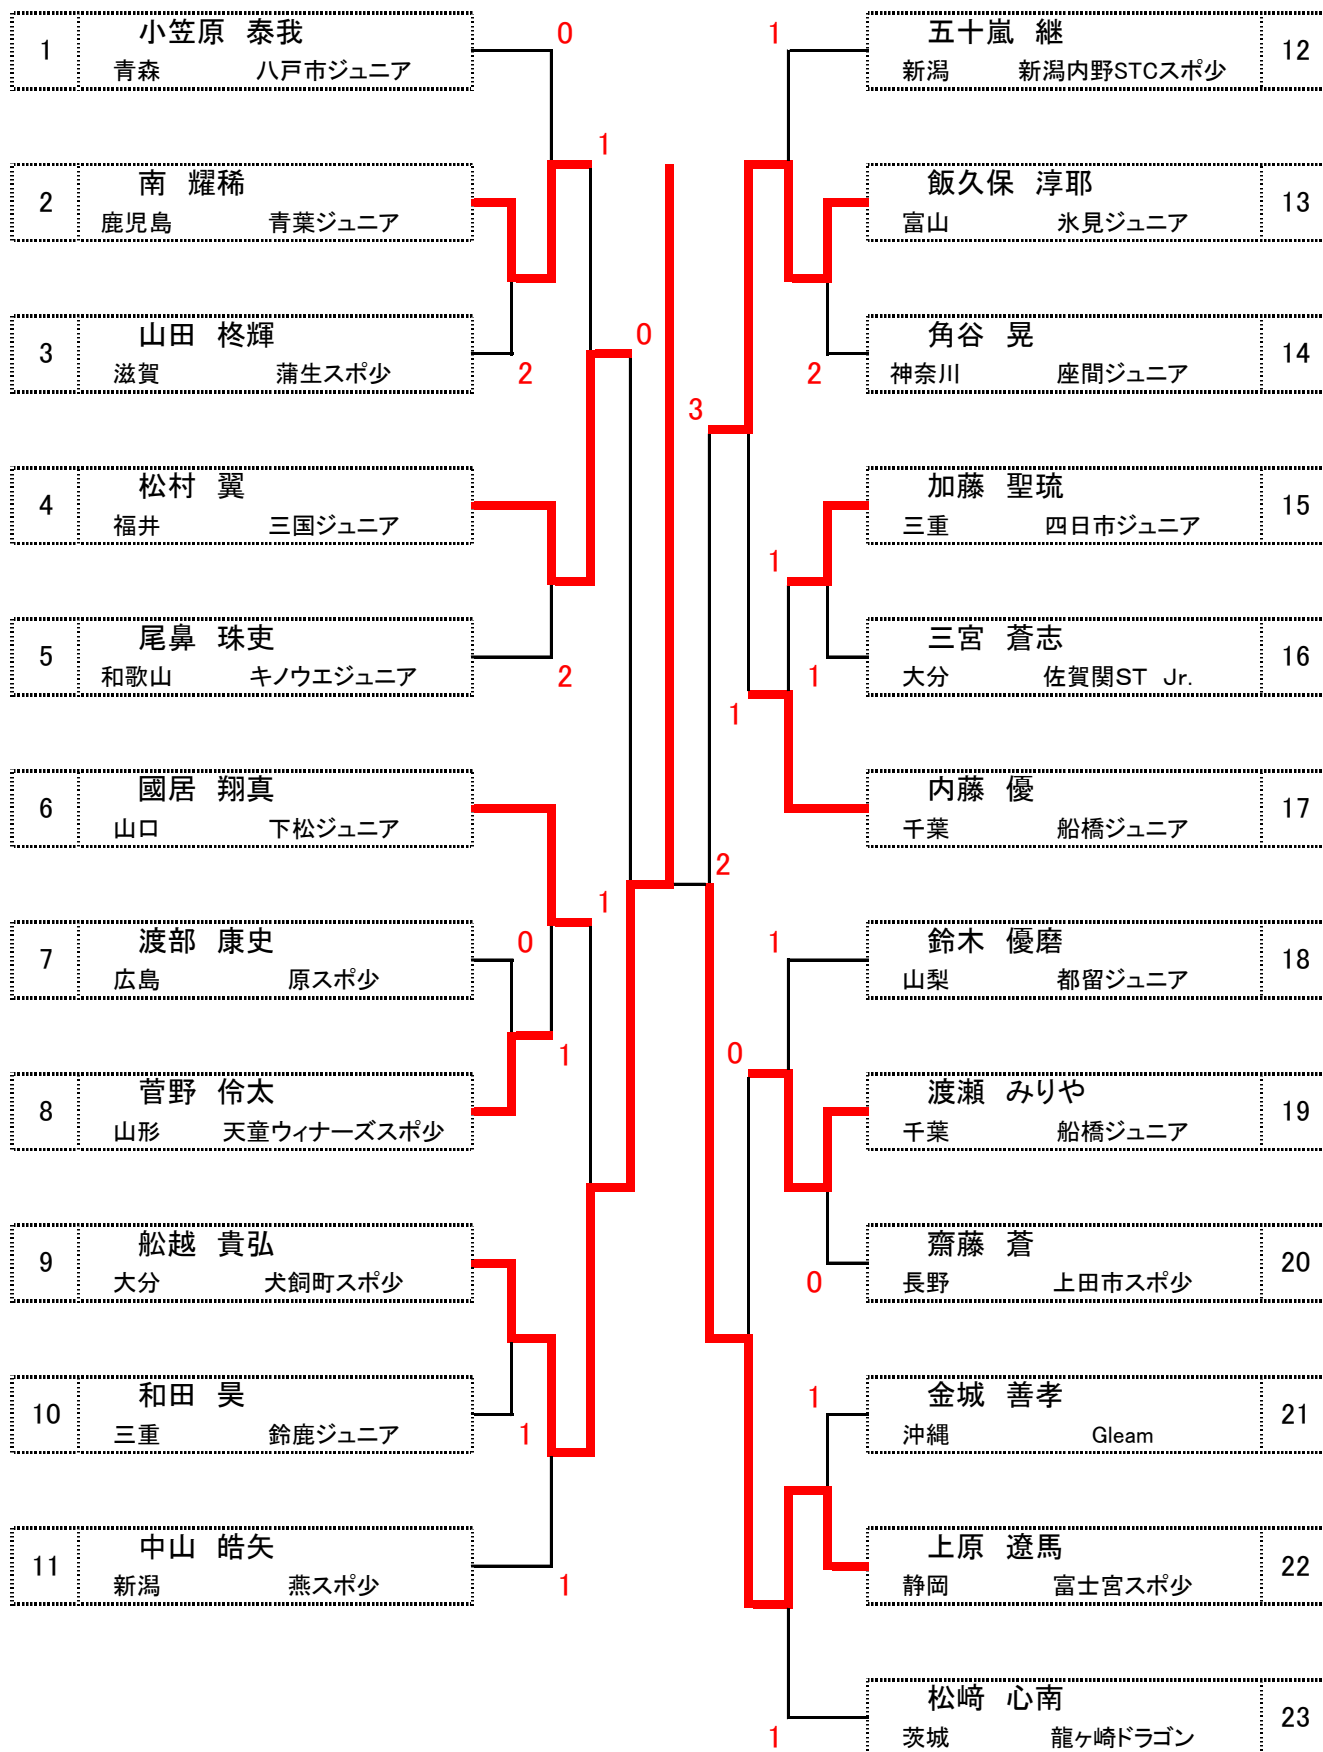 1
小笠原 泰我
青森 八戸市ジュニア
0
1
2
南 耀稀
鹿児島 青葉ジュニア
3
山田 柊輝
滋賀 蒲生スポ少
2
0
4
松村 翼
福井 三国ジュニア
5
尾鼻 珠吏
和歌山 キノウエジュニア
2
6
國居 翔真
山口 下松ジュニア
1
7
渡部 康史
広島 原スポ少
0
8
菅野 伶太
山形 天童ウィナーズスポ少
1
9
舩越 貴弘
大分 犬飼町スポ少
10
和田 昊
三重 鈴鹿ジュニア
1
11
中山 皓矢
新潟 燕スポ少
1
1
五十嵐 継
新潟 新潟内野STCスポ少
12
飯久保 淳耶
富山 氷見ジュニア
13
角谷 晃
神奈川 座間ジュニア
14
2
3
加藤 聖琉
三重 四日市ジュニア
15
1
三宮 蒼志
大分 佐賀関ST Jr.
16
1
1
内藤 優
千葉 船橋ジュニア
17
2
鈴木 優磨
山梨 都留ジュニア
18
1
0
渡瀬 みりや
千葉 船橋ジュニア
19
齋藤 蒼
長野 上田市スポ少
20
0
金城 善孝
沖縄 Gleam
21
1
上原 遼馬
静岡 富士宮スポ少
22
松﨑 心南
茨城 龍ヶ崎ドラゴン
23
1